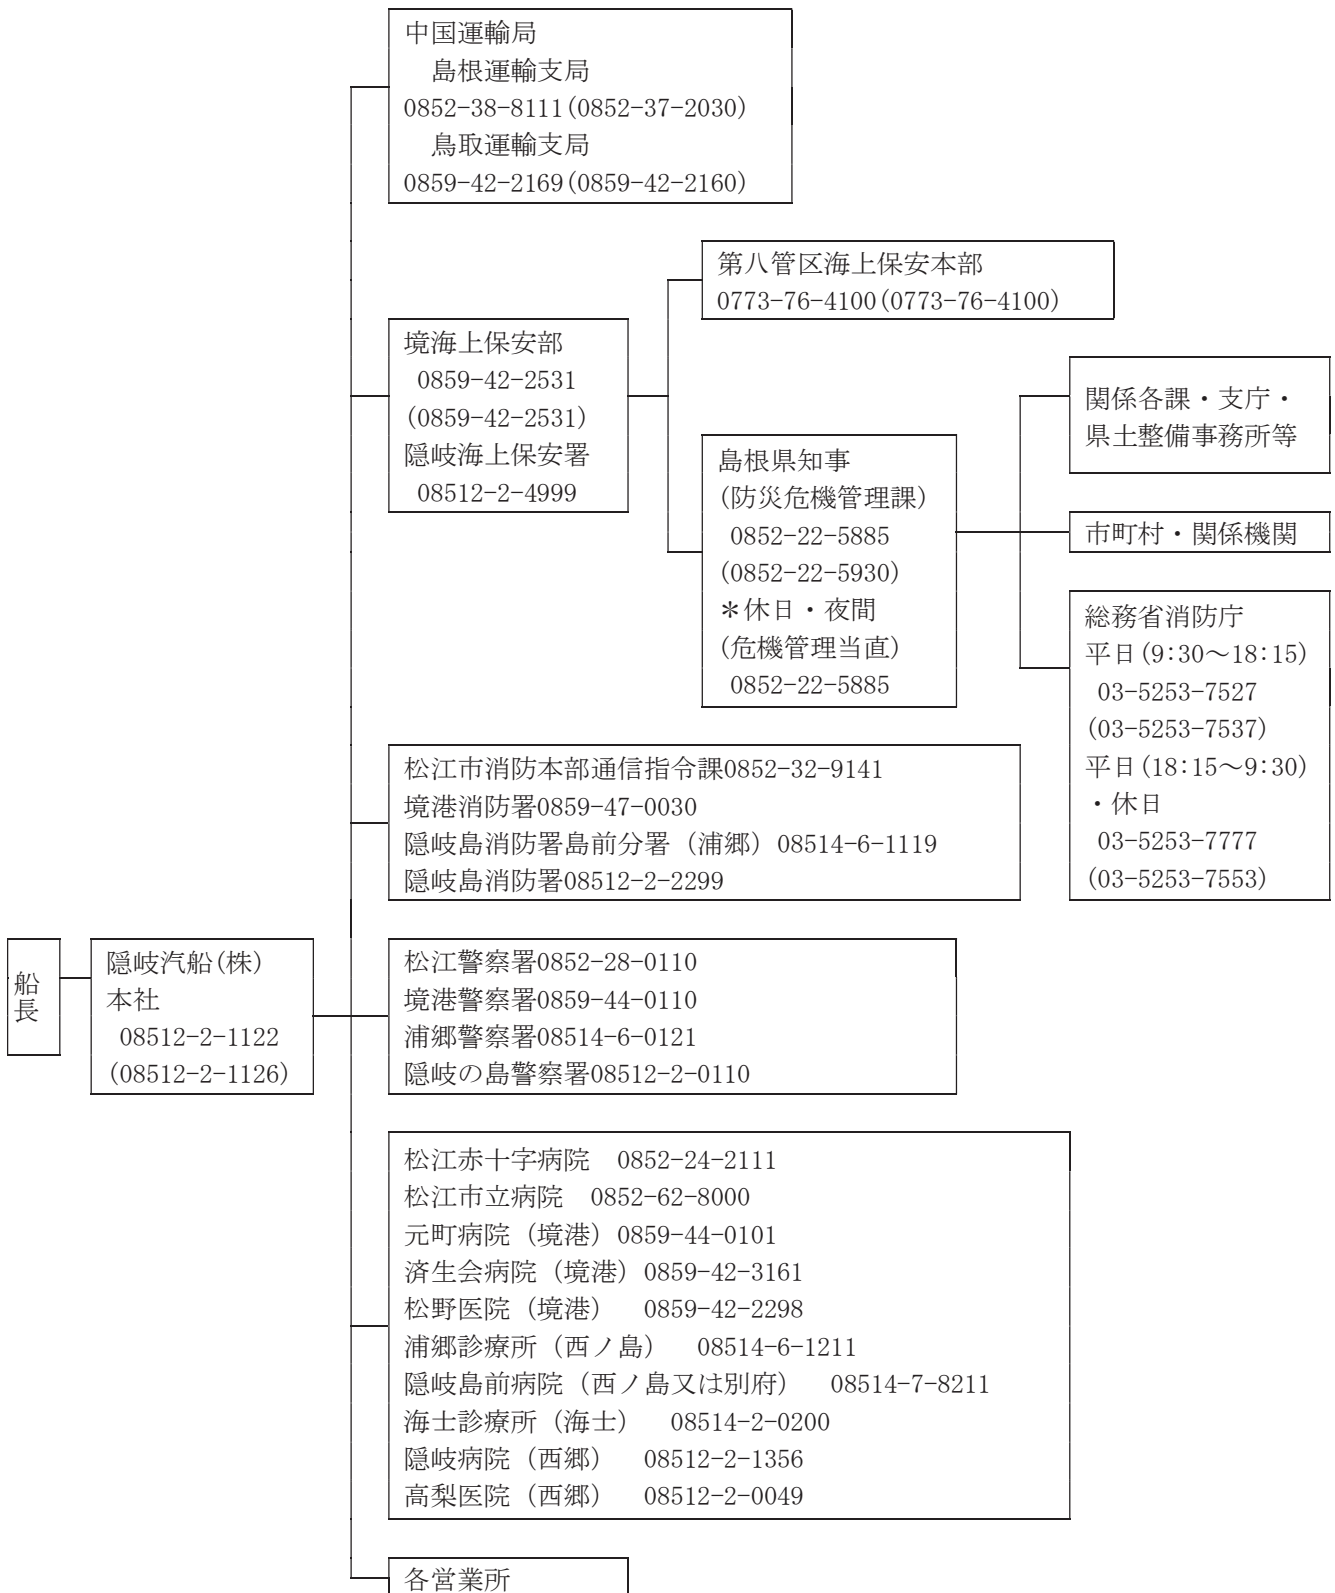 中国運輸局
島根運輸支局
0852-38-8111(0852-37-2030)
鳥取運輸支局
0859-42-2169(0859-42-2160)
第八管区海上保安本部
0773-76-4100(0773-76-4100)
境海上保安部
0859-42-2531
(0859-42-2531)
隠岐海上保安署
08512-2-4999
島根県知事
(防災危機管理課)
0852-22-5885
(0852-22-5930)
＊休日・夜間
(危機管理当直)
0852-22-5885
関係各課・支庁・
県土整備事務所等
市町村・関係機関
総務省消防庁
平日(9:30～18:15)
03-5253-7527
(03-5253-7537)
平日(18:15～9:30)
・休日
03-5253-7777
(03-5253-7553)
松江市消防本部通信指令課0852-32-9141
境港消防署0859-47-0030
隠岐島消防署島前分署（浦郷）08514-6-1119
隠岐島消防署08512-2-2299
船長
隠岐汽船(株)
本社
08512-2-1122
(08512-2-1126)
松江警察署0852-28-0110
境港警察署0859-44-0110
浦郷警察署08514-6-0121
隠岐の島警察署08512-2-0110
松江赤十字病院　0852-24-2111
松江市立病院　0852-62-8000
元町病院（境港）0859-44-0101
済生会病院（境港）0859-42-3161
松野医院（境港）　0859-42-2298
浦郷診療所（西ノ島）　08514-6-1211
隠岐島前病院（西ノ島又は別府）　08514-7-8211
海士診療所（海士）　08514-2-0200
隠岐病院（西郷）　08512-2-1356
高梨医院（西郷）　08512-2-0049
各営業所